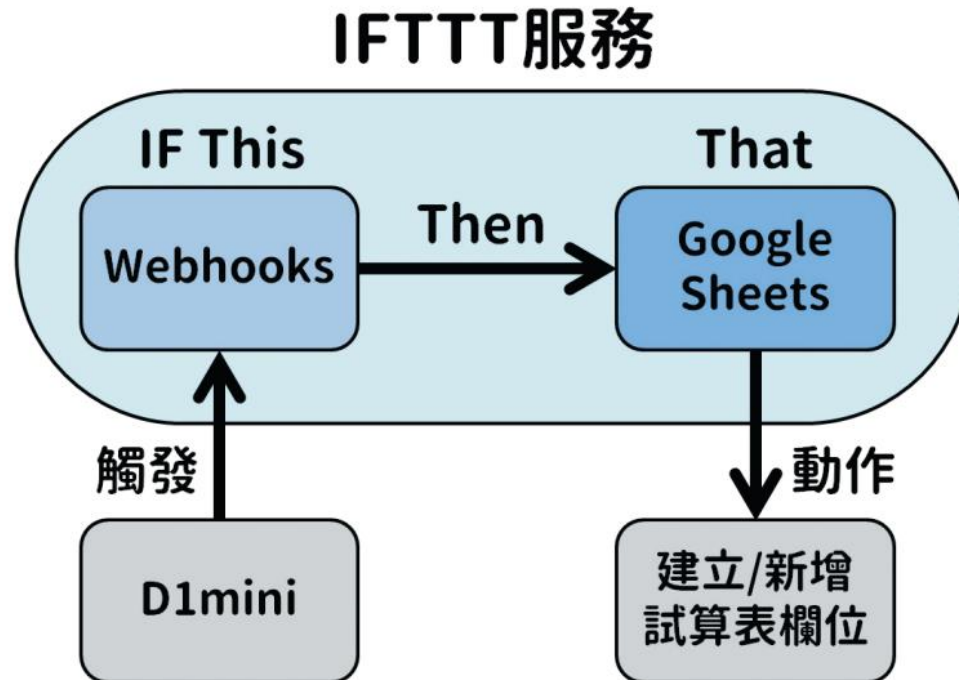 IFTTT服務
IF This
That
Webhooks
Then
Google
Sheets
觸發
動作
D1mini
建立/新增
試算表欄位